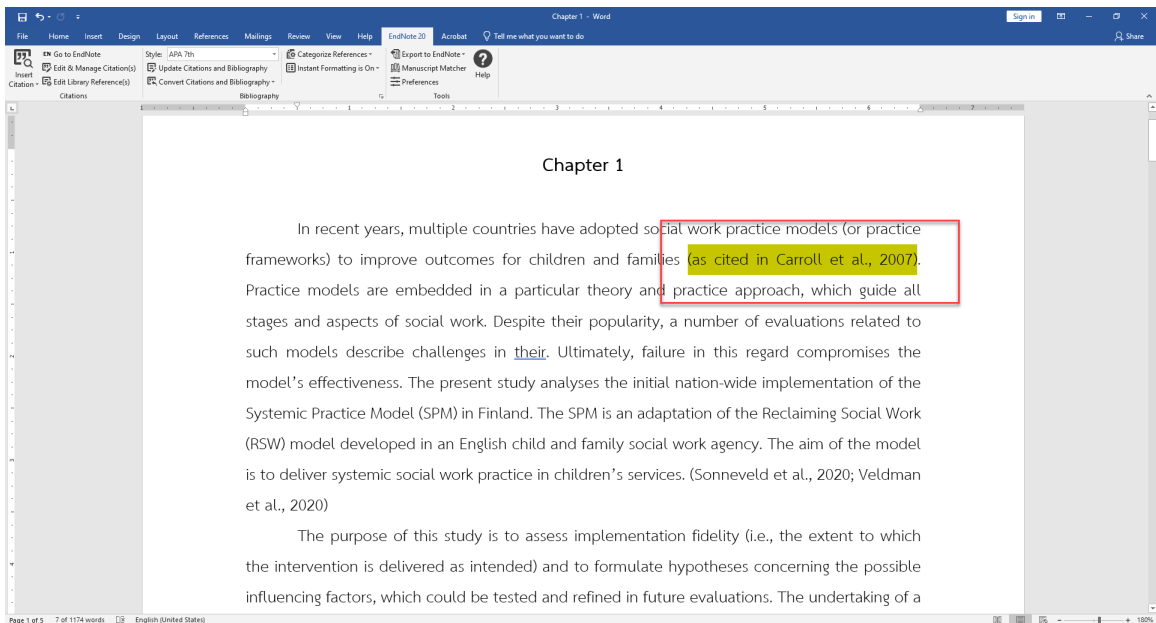 Chapter 1 - Word
Sign in
File Home Insert Design Layout References Mailings Review View Help EndNote 20 Acrobat Tell me what you want to do
Share
Insert Citation
EN Go to EndNote
Edit & Manage Citation(s)
Edit Library Reference(s)
Citations
Style: APA 7th
Update Citations and Bibliography
Convert Citations and Bibliography
Categorize References
Instant Formatting is On
Bibliography
Export to EndNote
Manuscript Matcher
Preferences
Help
Tools
1 2 3 4 5 6 7
Chapter 1
In recent years, multiple countries have adopted social work practice models (or practice
frameworks) to improve outcomes for children and families (as cited in Carroll et al., 2007).
Practice models are embedded in a particular theory and practice approach, which guide all
stages and aspects of social work. Despite their popularity, a number of evaluations related to
such models describe challenges in their. Ultimately, failure in this regard compromises the
model’s effectiveness. The present study analyses the initial nation-wide implementation of the
Systemic Practice Model (SPM) in Finland. The SPM is an adaptation of the Reclaiming Social Work
(RSW) model developed in an English child and family social work agency. The aim of the model
is to deliver systemic social work practice in children’s services. (Sonneveld et al., 2020; Veldman
et al., 2020)
The purpose of this study is to assess implementation fidelity (i.e., the extent to which
the intervention is delivered as intended) and to formulate hypotheses concerning the possible
influencing factors, which could be tested and refined in future evaluations. The undertaking of a
Page 1 of 5 7 of 1174 words English (United States)
180%